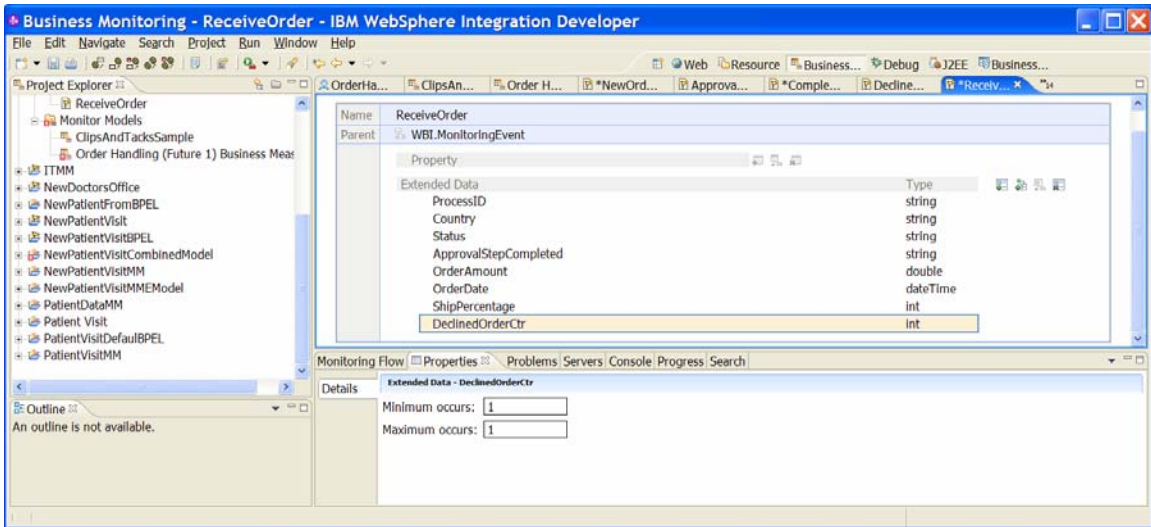 Business Monitoring - ReceiveOrder - IBM WebSphere Integration Developer
File Edit Navigate Search Project Run Window Help
Web Resource Business... Debug J2EE Business...
Project Explorer
OrderHa... ClipsAn... Order H... *NewOrd... Approva... *Comple... Decline... *Receiv... »14
ReceiveOrder
Monitor Models
ClipsAndTacksSample
Order Handling (Future 1) Business Meas
ITMM
NewDoctorsOffice
NewPatientFromBPEL
NewPatientVisit
NewPatientVisitBPEL
NewPatientVisitCombinedModel
NewPatientVisitMM
NewPatientVisitMMEModel
PatientDataMM
Patient Visit
PatientVisitDefaulBPEL
PatientVisitMM
Name ReceiveOrder
Parent WBI.MonitoringEvent
Property
Extended Data Type
ProcessID string
Country string
Status string
ApprovalStepCompleted string
OrderAmount double
OrderDate dateTime
ShipPercentage int
DeclinedOrderCtr int
Monitoring Flow Properties Problems Servers Console Progress Search
Details
Extended Data - DeclinedOrderCtr
Minimum occurs: 1
Maximum occurs: 1
Outline
An outline is not available.